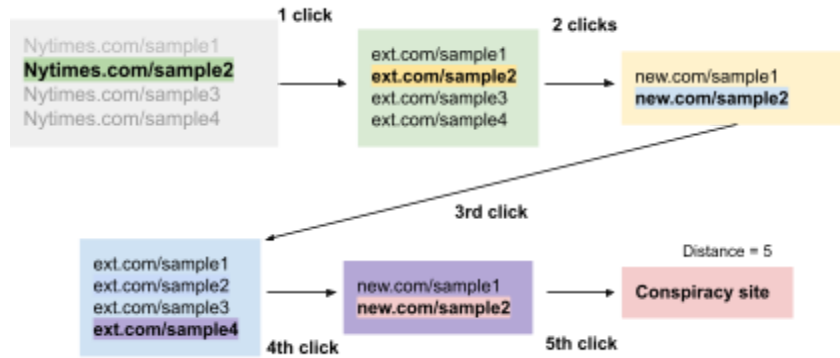 1 click
Nytimes.com/sample1
Nytimes.com/sample2
Nytimes.com/sample3
Nytimes.com/sample4
ext.com/sample1
ext.com/sample2
ext.com/sample3
ext.com/sample4
2 clicks
new.com/sample1
new.com/sample2
3rd click
ext.com/sample1
ext.com/sample2
ext.com/sample3
ext.com/sample4
4th click
new.com/sample1
new.com/sample2
5th click
Distance = 5
Conspiracy site